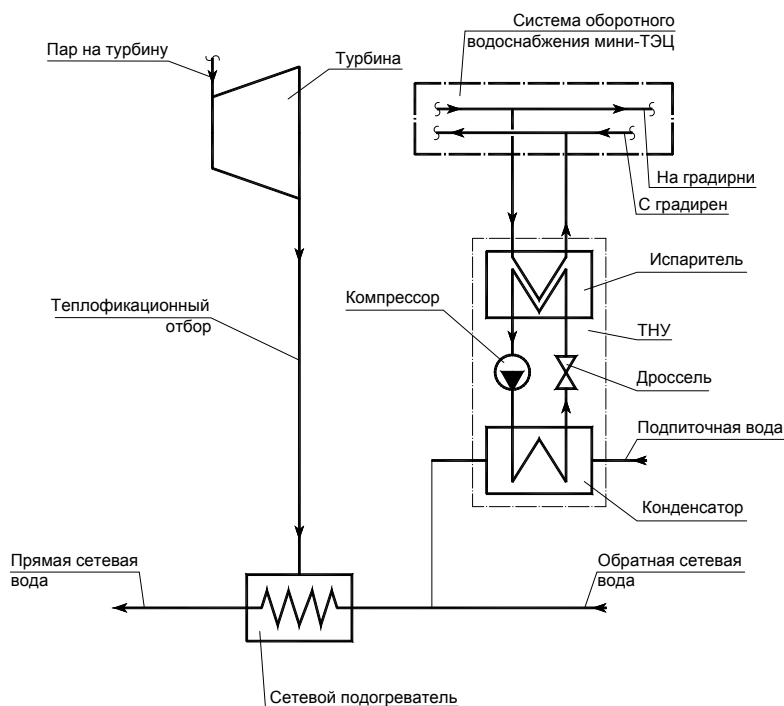 Система оборотного
водоснабжения мини-ТЭЦ
Пар на турбину
Турбина
На градирни
С градирен
Испаритель
Компрессор
Теплофикационный
отбор
ТНУ
Дроссель
Подпиточная вода
Конденсатор
Прямая сетевая
вода
Обратная сетевая
вода
Сетевой подогреватель